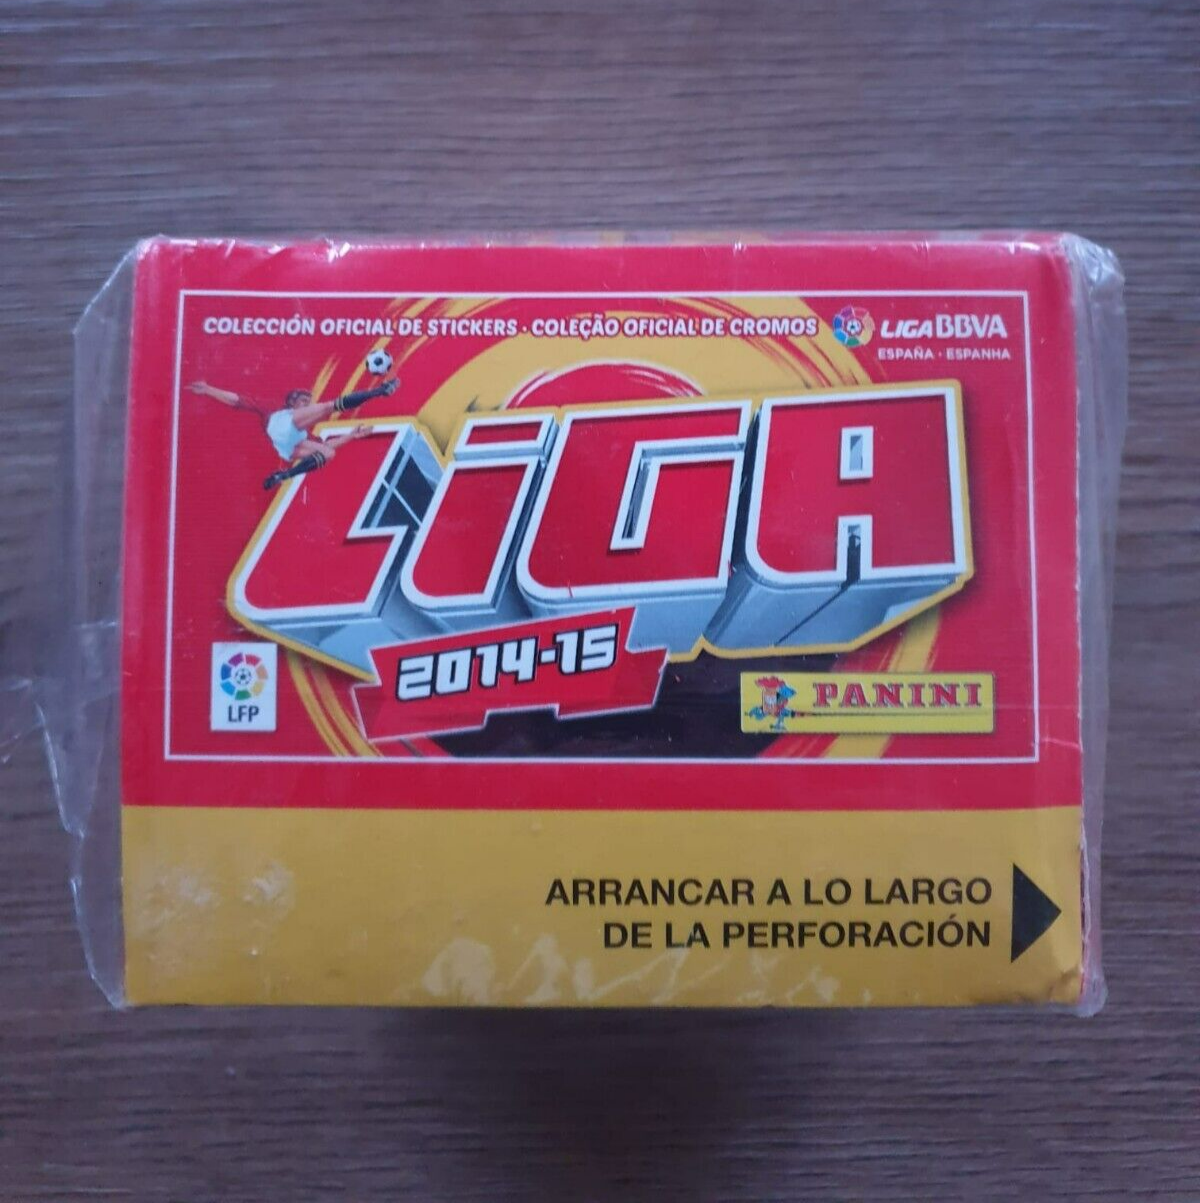 COLECCIÓN OFICIAL DE STICKERS · COLEÇÃO OFICIAL DE CROMOS
LIGA BBVA
ESPAÑA · ESPANHA
LiGA
2014-15
LFP
PANINI
ARRANCAR A LO LARGO
DE LA PERFORACIÓN